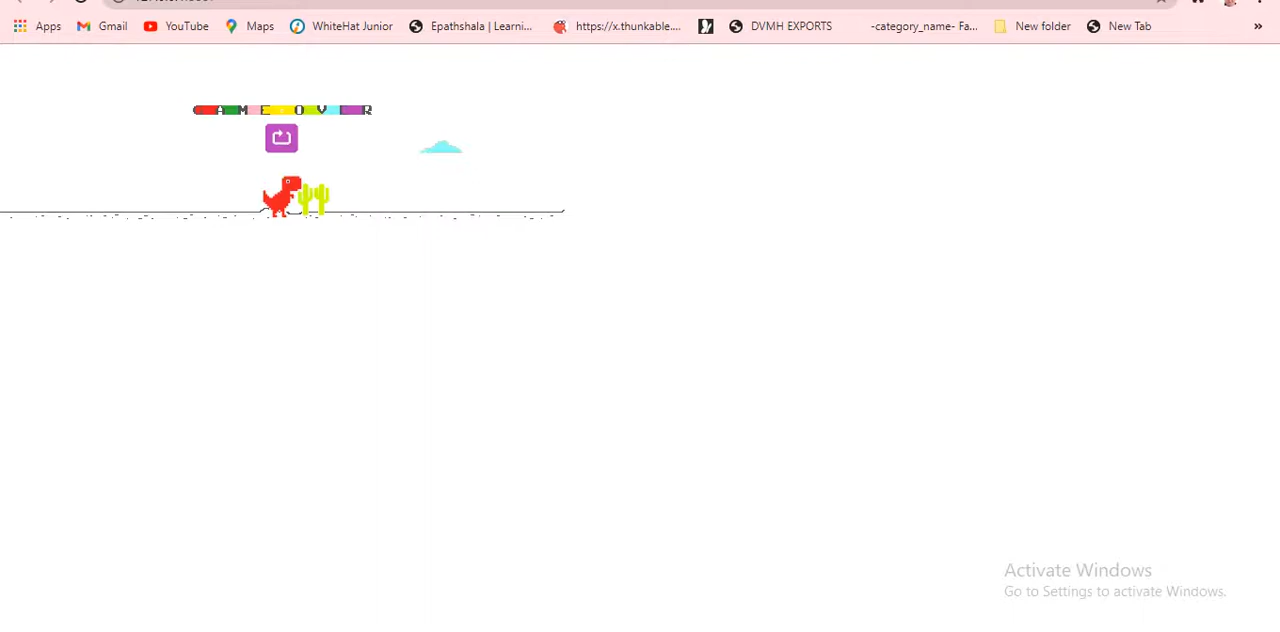 Apps Gmail YouTube Maps WhiteHat Junior Epathshala | Learni... https://x.thunkable.... DVMH EXPORTS -category_name- Fa... New folder New Tab »
GAME OVER
Activate Windows
Go to Settings to activate Windows.